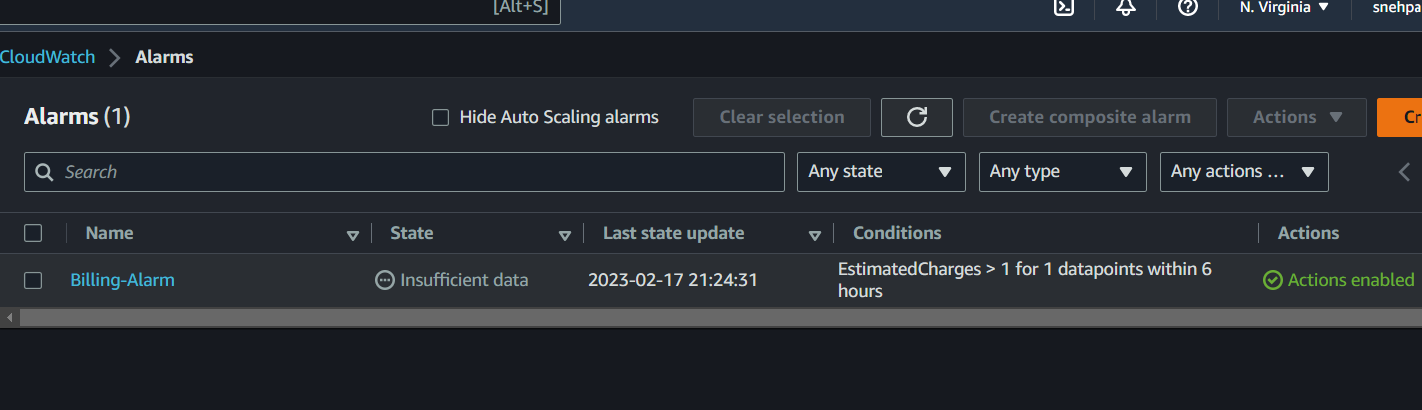 [Alt+S]
N. Virginia
snehpa
CloudWatch Alarms
Alarms (1)
Hide Auto Scaling alarms
Clear selection
Create composite alarm
Actions
Cr
Search
Any state
Any type
Any actions ...
Name
State
Last state update
Conditions
Actions
Billing-Alarm
Insufficient data
2023-02-17 21:24:31
EstimatedCharges > 1 for 1 datapoints within 6
hours
Actions enabled